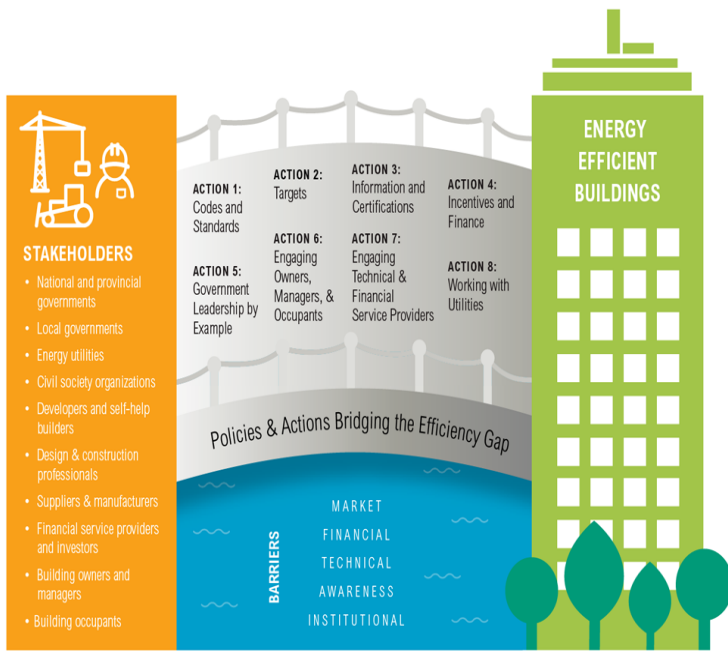 STAKEHOLDERS
• National and provincial
governments
• Local governments
• Energy utilities
• Civil society organizations
• Developers and self-help
builders
• Design & construction
professionals
• Suppliers & manufacturers
• Financial service providers
and investors
• Building owners and
managers
• Building occupants
ACTION 1:
Codes and
Standards
ACTION 2:
Targets
ACTION 3:
Information and
Certifications
ACTION 4:
Incentives and
Finance
ACTION 5:
Government
Leadership by
Example
ACTION 6:
Engaging
Owners,
Managers, &
Occupants
ACTION 7:
Engaging
Technical &
Financial
Service Providers
ACTION 8:
Working with
Utilities
Policies & Actions Bridging the Efficiency Gap
BARRIERS
MARKET
FINANCIAL
TECHNICAL
AWARENESS
INSTITUTIONAL
ENERGY
EFFICIENT
BUILDINGS